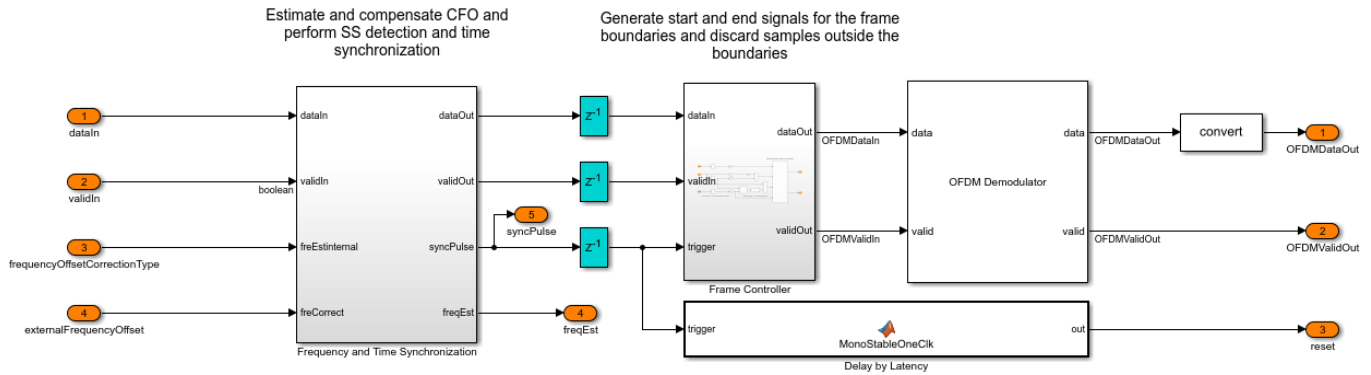 Estimate and compensate CFO and
perform SS detection and time
synchronization
Generate start and end signals for the frame
boundaries and discard samples outside the
boundaries
1
dataIn
2
validIn
boolean
3
frequencyOffsetCorrectionType
4
externalFrequencyOffset
dataIn
validIn
freEstinternal
freCorrect
dataOut
validOut
syncPulse
freqEst
Frequency and Time Synchronization
5
syncPulse
4
freqEst
z-1
z-1
z-1
dataIn
validIn
trigger
dataOut
validOut
Frame Controller
OFDMDataIn
OFDMValidIn
data
valid
OFDM Demodulator
data
valid
OFDMDataOut
OFDMValidOut
convert
1
OFDMDataOut
2
OFDMValidOut
trigger
MonoStableOneClk
out
Delay by Latency
3
reset